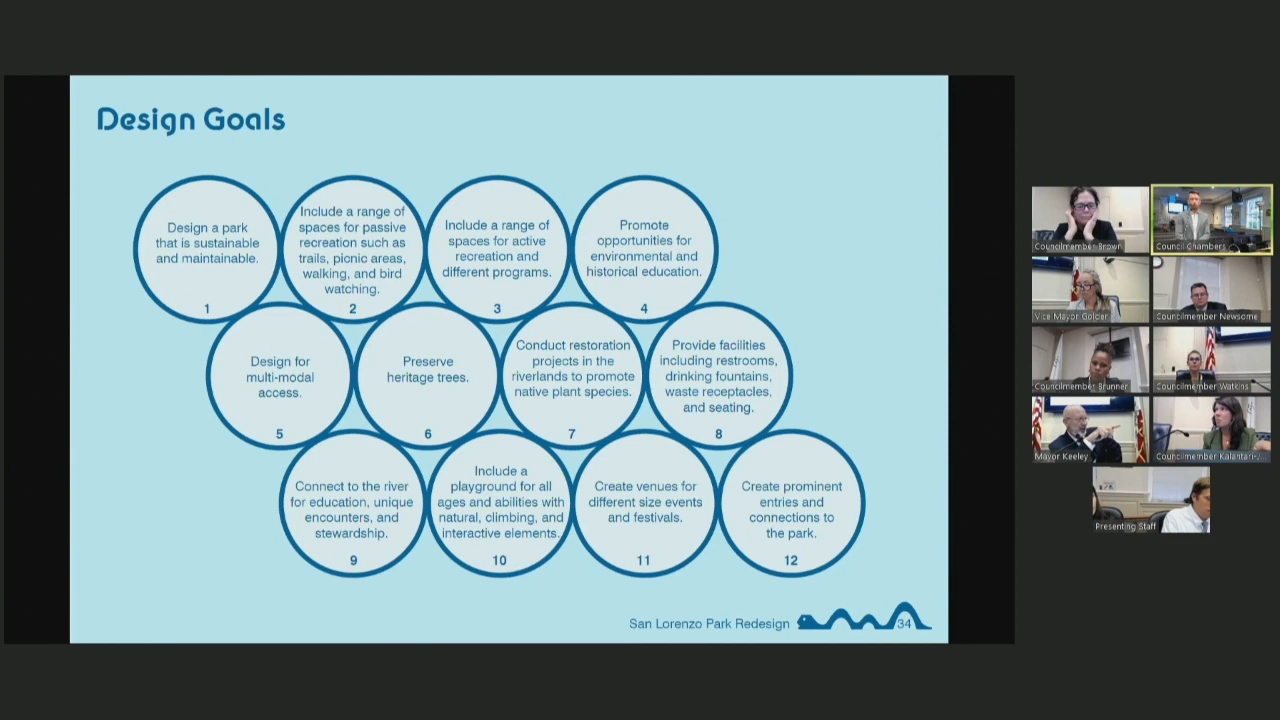 Design Goals
Design a park
that is sustainable
and maintainable.
1
Include a range of
spaces for passive
recreation such as
trails, picnic areas,
walking, and bird
watching.
2
Include a range of
spaces for active
recreation and
different programs.
3
Promote
opportunities for
environmental and
historical education.
4
Design for
multi-modal
access.
5
Preserve
heritage trees.
6
Conduct restoration
projects in the
riverlands to promote
native plant species.
7
Provide facilities
including restrooms,
drinking fountains,
waste receptacles,
and seating.
8
Connect to the river
for education, unique
encounters, and
stewardship.
9
Include a
playground for all
ages and abilities with
natural, climbing, and
interactive elements.
10
Create venues for
different size events
and festivals.
11
Create prominent
entries and
connections to
the park.
12
San Lorenzo Park Redesign
34
Councilmember Brown
Council Chambers
Vice Mayor Golder
Councilmember Newsome
Councilmember Brunner
Councilmember Watkins
Mayor Keeley
Councilmember Kalantari-...
Presenting Staff